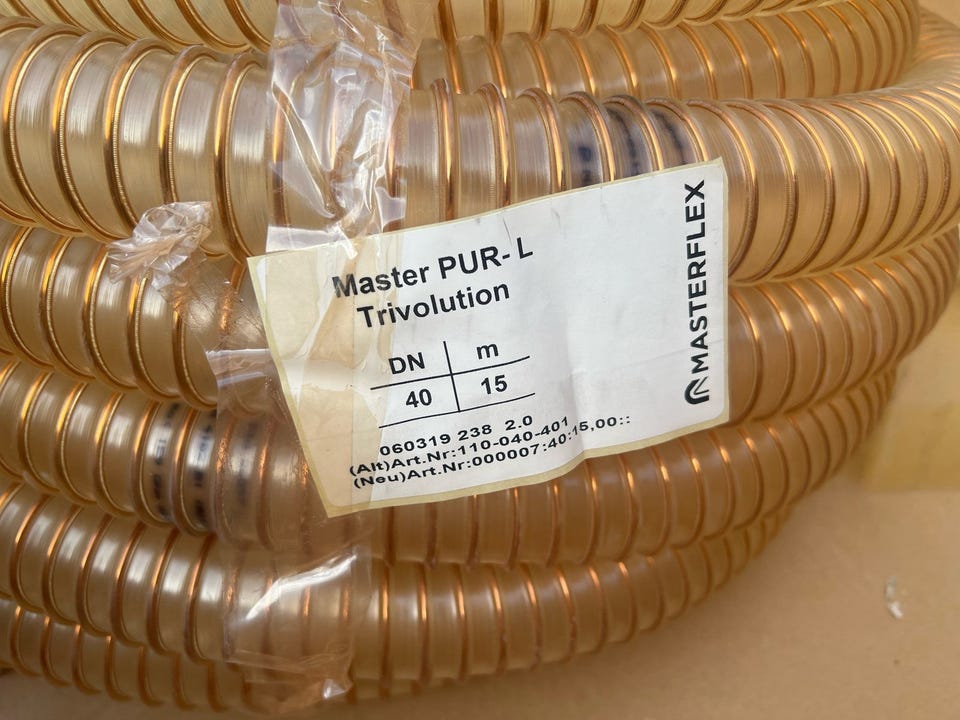 Master PUR- L
Trivolution
DN m
40 15
060319 238 2.0
(Alt)Art.Nr:110-040-401
(Neu)Art.Nr:000007:40:15,00::
MASTERFLEX